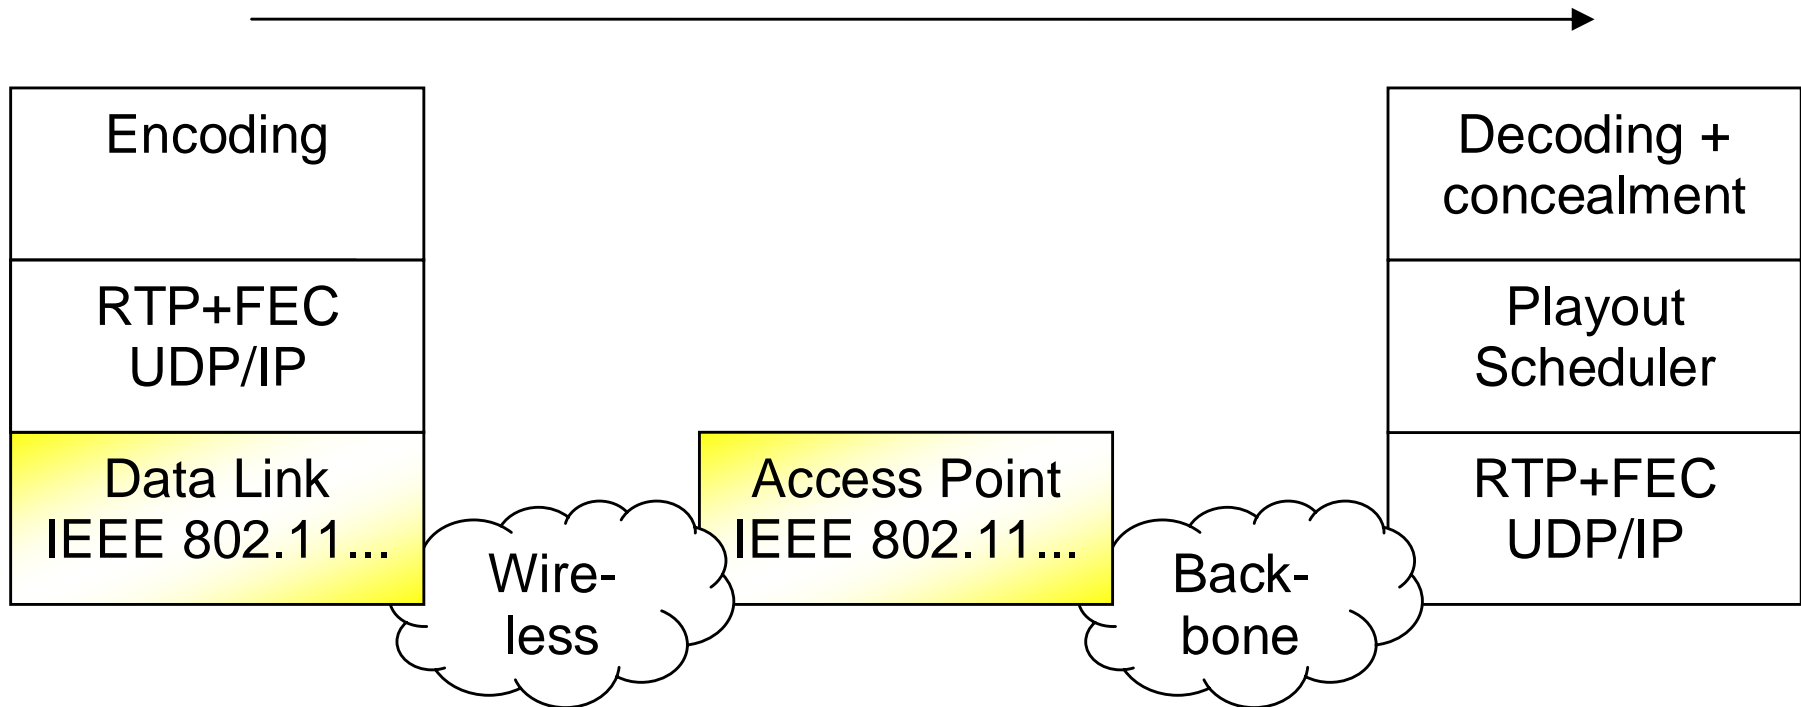 Encoding
RTP+FEC
UDP/IP
Data Link
IEEE 802.11...
Wire-
less
Access Point
IEEE 802.11...
Back-
bone
Decoding +
concealment
Playout
Scheduler
RTP+FEC
UDP/IP